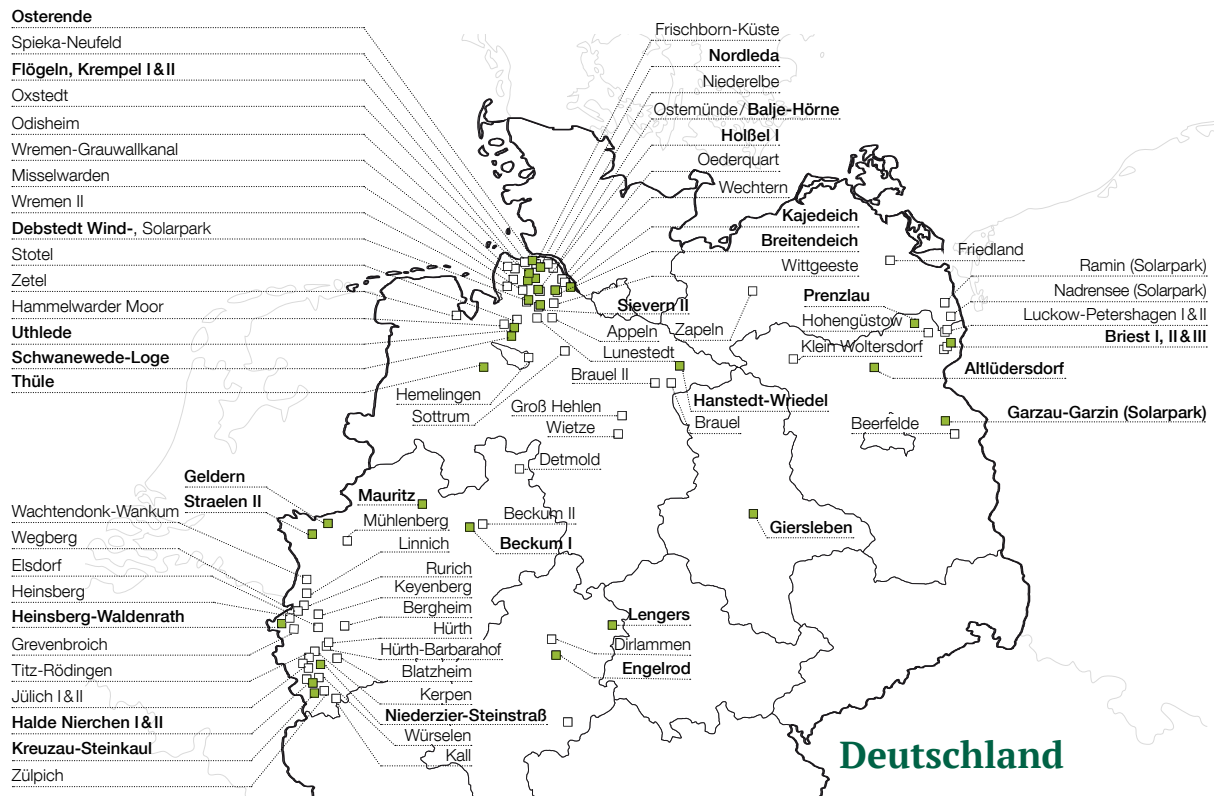 Osterende
Spieka-Neufeld
Flögeln, Krempel I & II
Oxstedt
Odisheim
Wremen-Grauwallkanal
Misselwarden
Wremen II
Debstedt Wind-, Solarpark
Stotel
Zetel
Hammelwarder Moor
Uthlede
Schwanewede-Loge
Thüle
Frischborn-Küste
Nordleda
Niederelbe
Ostemünde / Balje-Hörne
Holßel I
Oederquart
Wechtern
Kajedeich
Breitendeich
Wittgeeste
Sievern II
Appeln
Zapeln
Lunestedt
Brauel II
Hemelingen
Sottrum
Hanstedt-Wriedel
Brauel
Groß Hehlen
Wietze
Detmold
Friedland
Ramin (Solarpark)
Nadrensee (Solarpark)
Luckow-Petershagen I & II
Briest I, II & III
Prenzlau
Hohengüstow
Klein Woltersdorf
Altlüdersdorf
Garzau-Garzin (Solarpark)
Beerfelde
Geldern
Straelen II
Mauritz
Mühlenberg
Beckum II
Beckum I
Giersleben
Wachtendonk-Wankum
Wegberg
Elsdorf
Heinsberg
Heinsberg-Waldenrath
Grevenbroich
Titz-Rödingen
Jülich I & II
Halde Nierchen I & II
Kreuzau-Steinkaul
Zülpich
Linnich
Rurich
Keyenberg
Bergheim
Hürth
Hürth-Barbarahof
Blatzheim
Kerpen
Niederzier-Steinstraß
Würselen
Kall
Lengers
Dirlammen
Engelrod
Deutschland